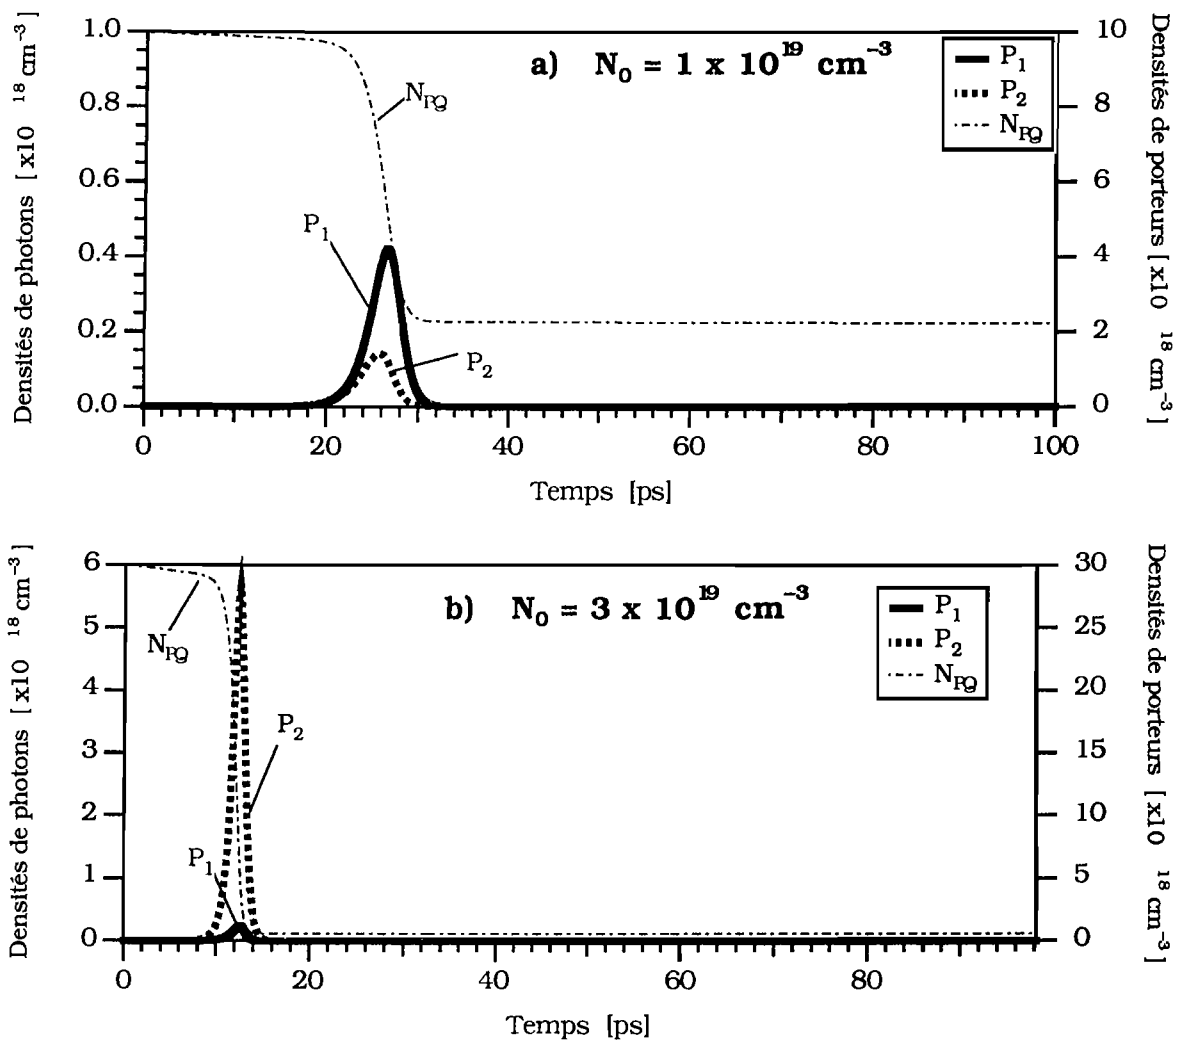 Densités de photons [ x10 18 cm−3 ]
1.0
0.8
0.6
0.4
0.2
0.0
a) N0 = 1 x 10^19 cm−3
P1
P2
NPQ
NPQ
P1
P2
10
8
6
4
2
0
Densités de porteurs [ x10 18 cm−3 ]
0 20 40 60 80 100
Temps [ps]
Densités de photons [ x10 18 cm−3 ]
6
5
4
3
2
1
0
b) N0 = 3 x 10^19 cm−3
P1
P2
NPQ
NPQ
P2
P1
30
25
20
15
10
5
0
Densités de porteurs [ x10 18 cm−3 ]
0 20 40 60 80
Temps [ps]